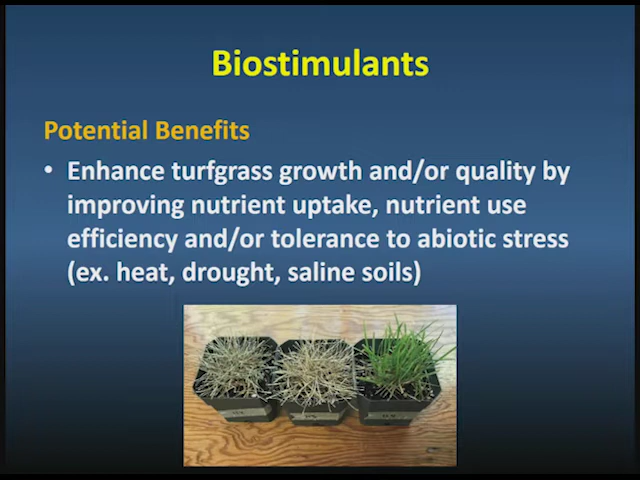 Biostimulants
Potential Benefits
• Enhance turfgrass growth and/or quality by
improving nutrient uptake, nutrient use
efficiency and/or tolerance to abiotic stress
(ex. heat, drought, saline soils)